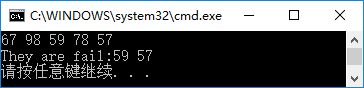 C:\WINDOWS\system32\cmd.exe
67 98 59 78 57
They are fail:59 57
请按任意键继续. . .